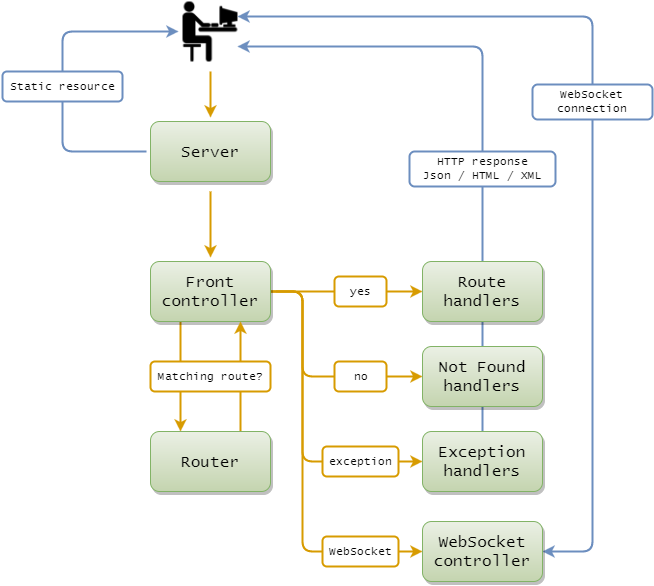 Static resource
WebSocket
connection
Server
HTTP response
Json / HTML / XML
Front
controller
yes
Route
handlers
Matching route?
no
Not Found
handlers
Router
exception
Exception
handlers
WebSocket
WebSocket
controller